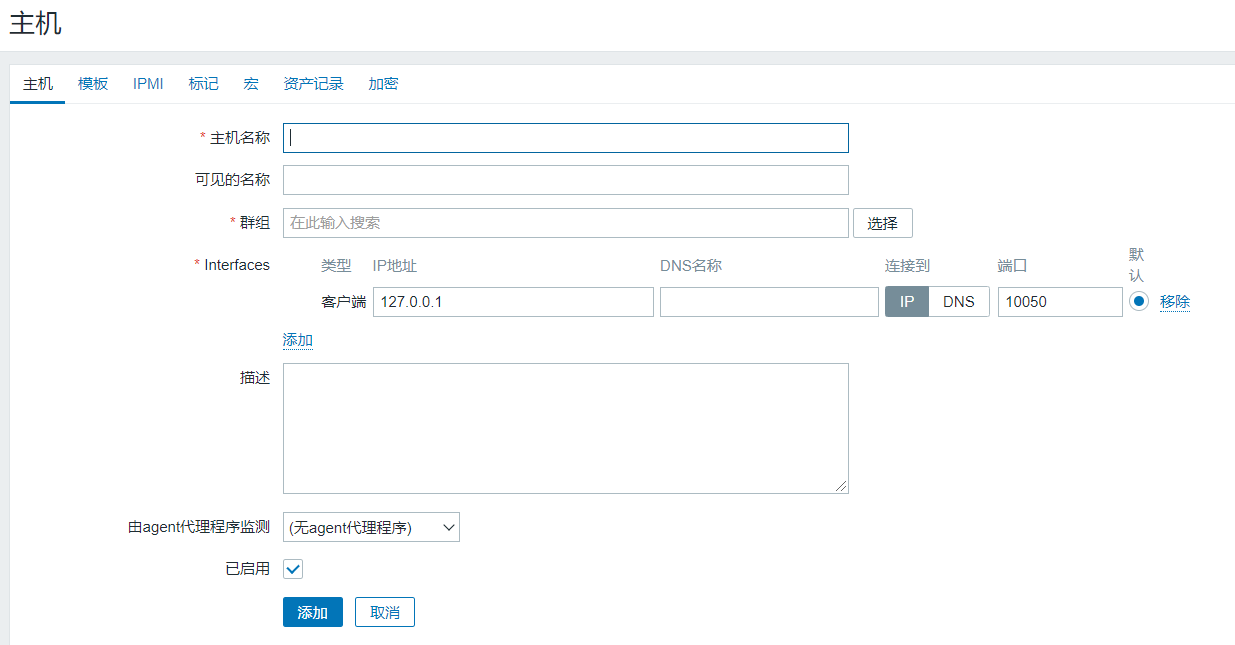 主机
主机 模板 IPMI 标记 宏 资产记录 加密
* 主机名称
可见的名称
* 群组 在此输入搜索 选择
* Interfaces 类型 IP地址 DNS名称 连接到 端口 默认
客户端 127.0.0.1 IP DNS 10050 移除
添加
描述
由agent代理程序监测 (无agent代理程序)
已启用
添加 取消